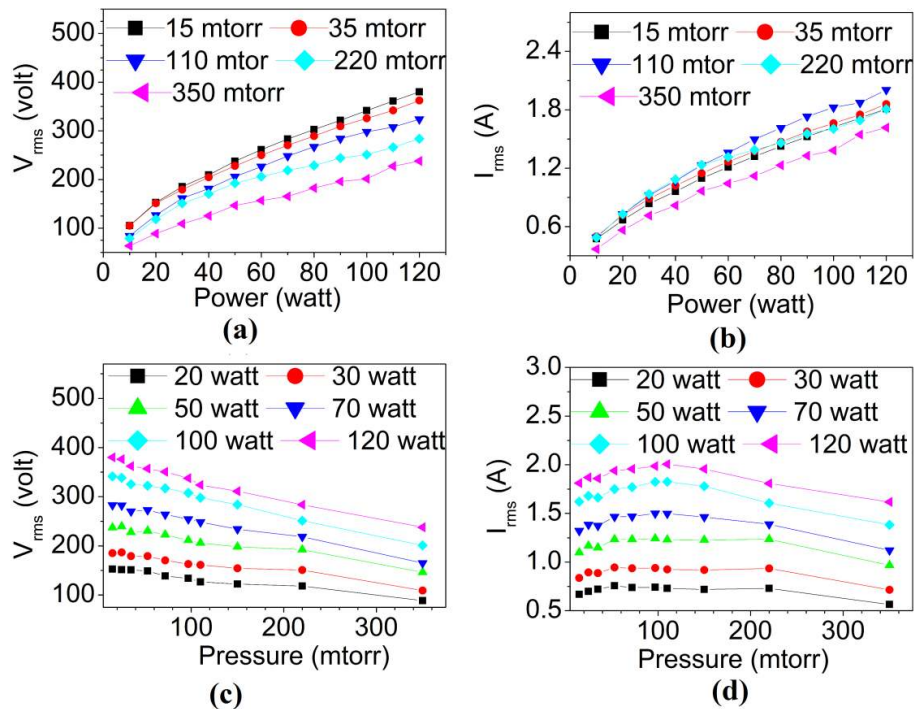 500
400
300
200
100
V_rms (volt)
15 mtorr
35 mtorr
110 mtor
220 mtorr
350 mtorr
0 20 40 60 80 100 120
Power (watt)
(a)
2.4
1.8
1.2
0.6
I_rms (A)
15 mtorr
35 mtorr
110 mtor
220 mtorr
350 mtorr
0 20 40 60 80 100 120
Power (watt)
(b)
500
400
300
200
100
V_rms (volt)
20 watt 30 watt
50 watt 70 watt
100 watt 120 watt
100 200 300
Pressure (mtorr)
(c)
3.0
2.5
2.0
1.5
1.0
0.5
I_rms (A)
20 watt 30 watt
50 watt 70 watt
100 watt 120 watt
0 100 200 300
Pressure (mtorr)
(d)